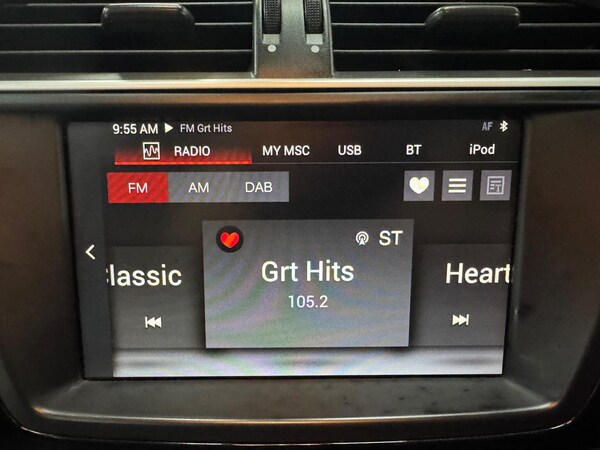 9:55 AM FM Grt Hits AF
RADIO MY MSC USB BT iPod
FM AM DAB
ST
lassic Grt Hits Heart
105.2